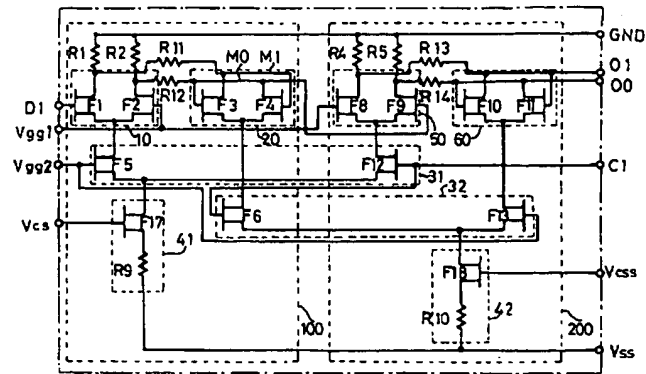 GND
R1 R2 R11 R4 R5 R13
M0 M1 O1
R12 R14 O0
D1 F1 F2 F3 F4 F8 F9 F10 F11
50
Vgg1 10 20 60
Vgg2 F5 F12 C1
31
32
F6
Vcs F17 41
F18 Vcss
R9
R10 42
100 200
Vss